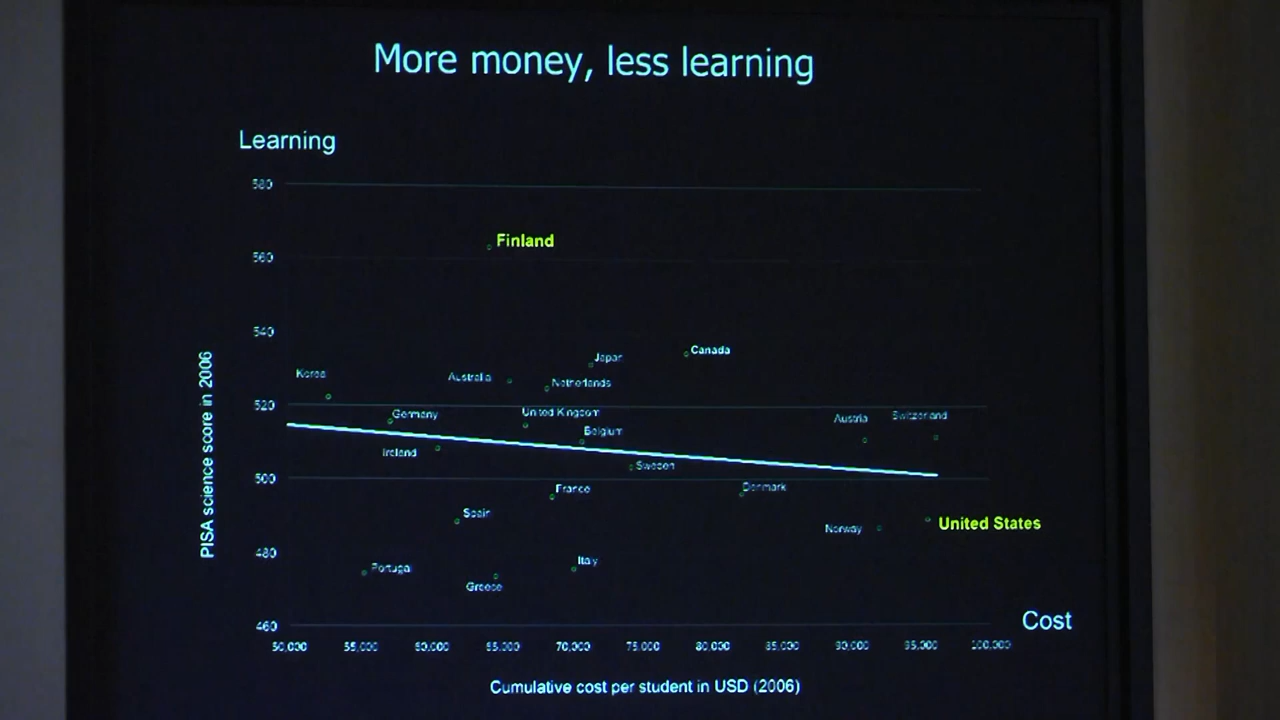 More money, less learning
Learning
580
Finland
560
540
Japan
Canada
Korea
Australia
Netherlands
520
Germany
United Kingdom
Austria
Switzerland
Belgium
Ireland
Sweden
500
France
Denmark
Spain
Norway
United States
480
Portugal
Italy
Greece
460
Cost
50,000 55,000 60,000 65,000 70,000 75,000 80,000 85,000 90,000 95,000 100,000
PISA science score in 2006
Cumulative cost per student in USD (2006)